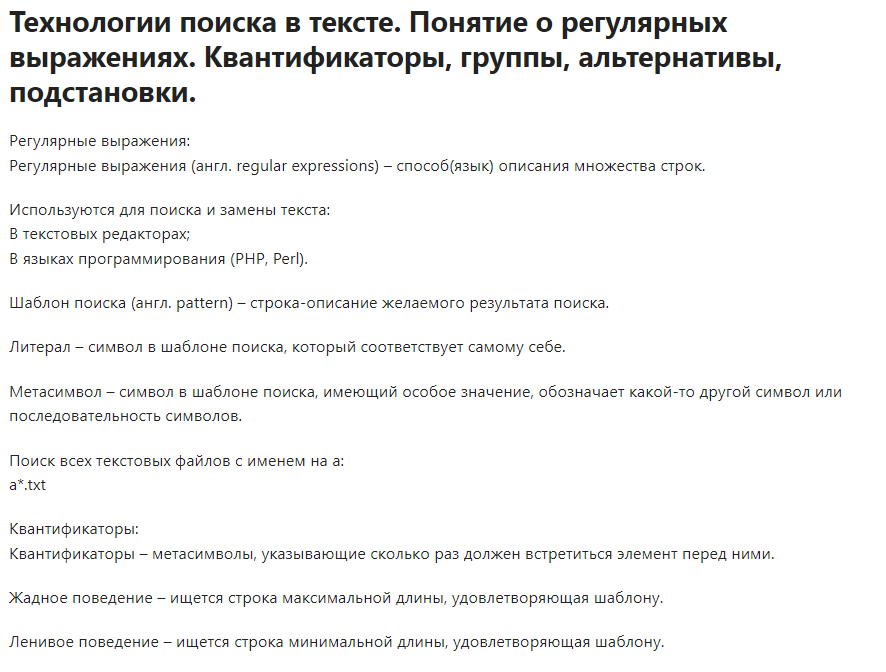 Технологии поиска в тексте. Понятие о регулярных
выражениях. Квантификаторы, группы, альтернативы,
подстановки.
Регулярные выражения:
Регулярные выражения (англ. regular expressions) – способ(язык) описания множества строк.
Используются для поиска и замены текста:
В текстовых редакторах;
В языках программирования (PHP, Perl).
Шаблон поиска (англ. pattern) – строка-описание желаемого результата поиска.
Литерал – символ в шаблоне поиска, который соответствует самому себе.
Метасимвол – символ в шаблоне поиска, имеющий особое значение, обозначает какой-то другой символ или
последовательность символов.
Поиск всех текстовых файлов с именем на а:
a*.txt
Квантификаторы:
Квантификаторы – метасимволы, указывающие сколько раз должен встретиться элемент перед ними.
Жадное поведение – ищется строка максимальной длины, удовлетворяющая шаблону.
Ленивое поведение – ищется строка минимальной длины, удовлетворяющая шаблону.